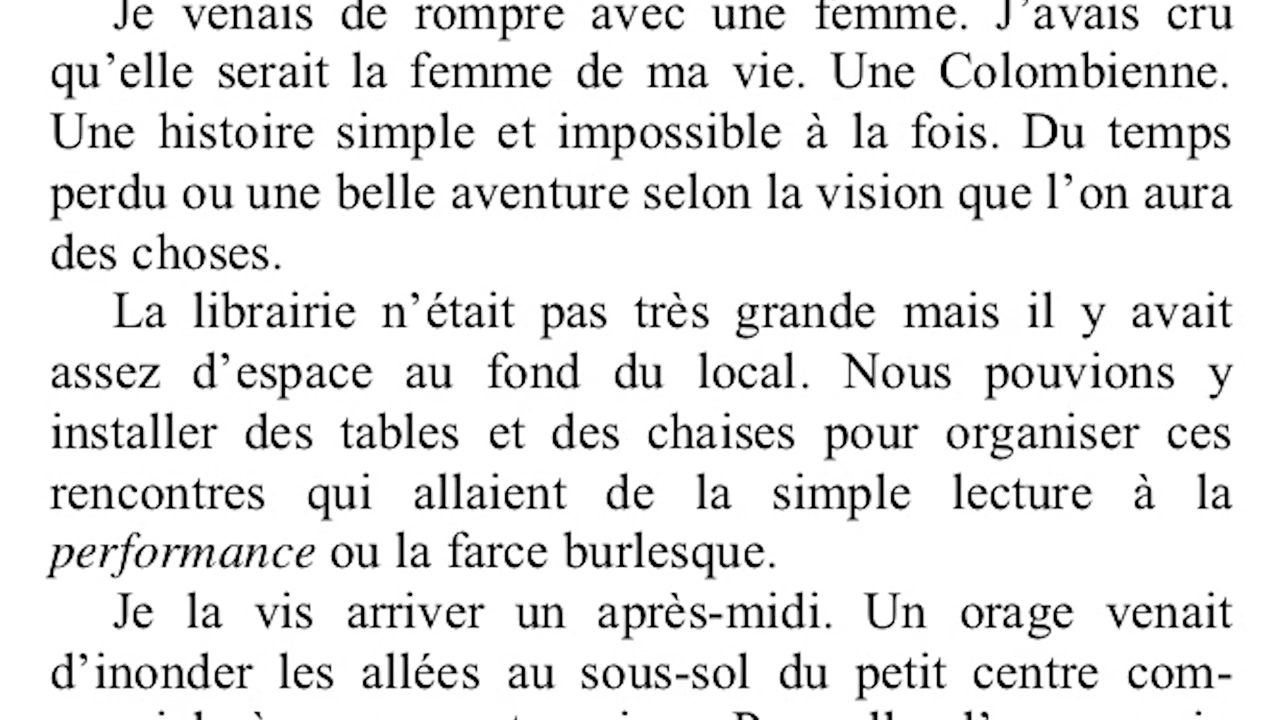 Je venais de rompre avec une femme. J’avais cru
qu’elle serait la femme de ma vie. Une Colombienne.
Une histoire simple et impossible à la fois. Du temps
perdu ou une belle aventure selon la vision que l’on aura
des choses.
La librairie n’était pas très grande mais il y avait
assez d’espace au fond du local. Nous pouvions y
installer des tables et des chaises pour organiser ces
rencontres qui allaient de la simple lecture à la
performance ou la farce burlesque.
Je la vis arriver un après-midi. Un orage venait
d’inonder les allées au sous-sol du petit centre com-